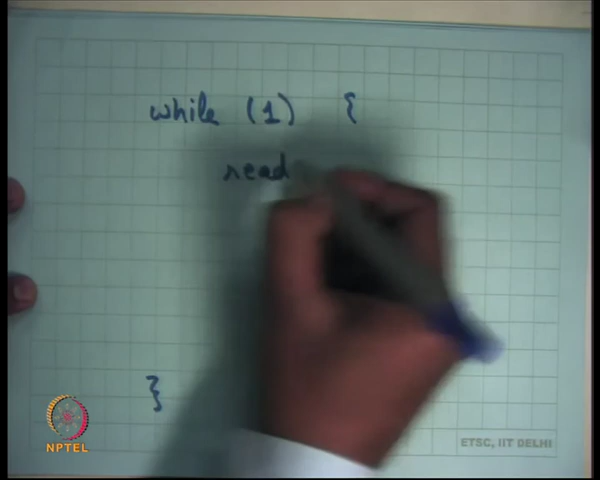 while (1) {
read
}
NPTEL
ETSC, IIT DELHI